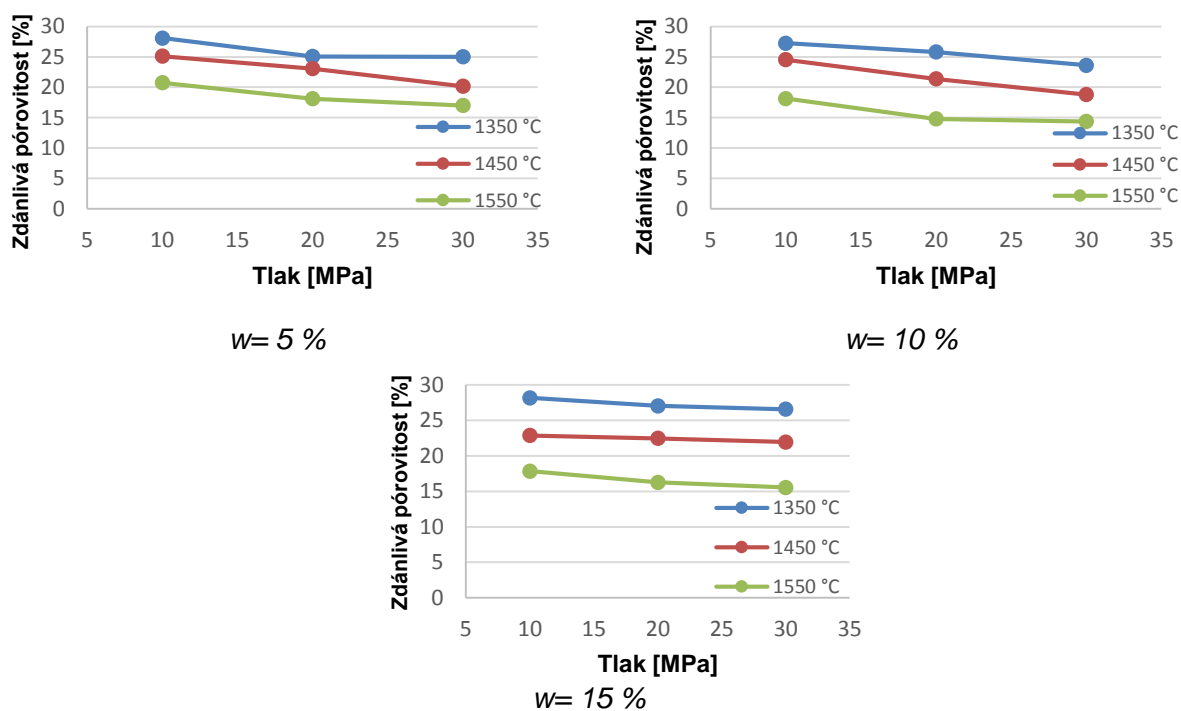 Zdánlivá pórovitost [%]
30
25
20
15
10
5
0
1350 °C
1450 °C
1550 °C
5 10 15 20 25 30 35
Tlak [MPa]
w= 5 %
Zdánlivá pórovitost [%]
30
25
20
15
10
5
0
1350 °C
1450 °C
1550 °C
5 10 15 20 25 30 35
Tlak [MPa]
w= 10 %
Zdánlivá pórovitost [%]
30
25
20
15
10
5
0
1350 °C
1450 °C
1550 °C
5 10 15 20 25 30 35
Tlak [MPa]
w= 15 %